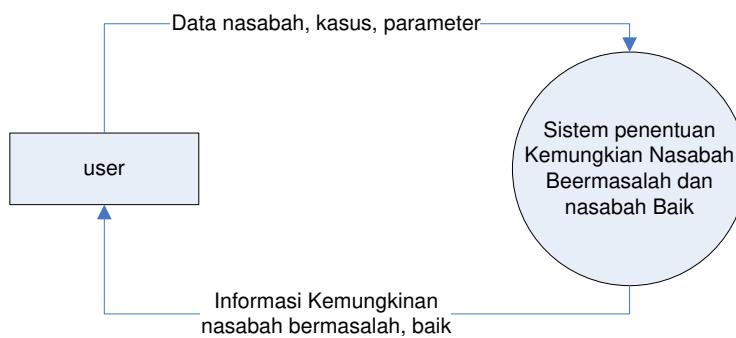 Data nasabah, kasus, parameter
user
Sistem penentuan
Kemungkian Nasabah
Beermasalah dan
nasabah Baik
Informasi Kemungkinan
nasabah bermasalah, baik